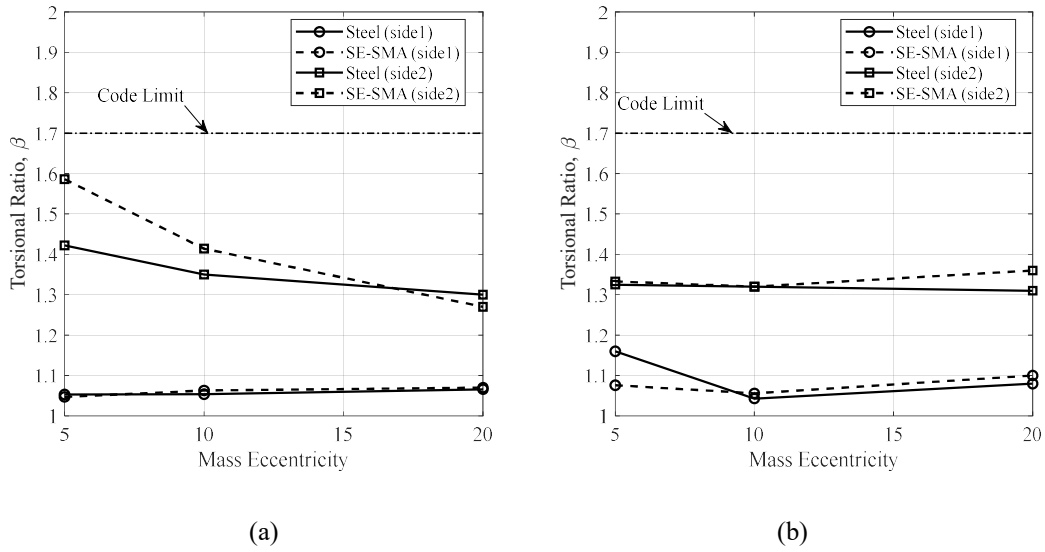 2
1.9
1.8
1.7
1.6
1.5
1.4
1.3
1.2
1.1
1
Torsional Ratio, β
Code Limit
Steel (side1)
SE-SMA (side1)
Steel (side2)
SE-SMA (side2)
5
10
15
20
Mass Eccentricity
(a)
2
1.9
1.8
1.7
1.6
1.5
1.4
1.3
1.2
1.1
1
Torsional Ratio, β
Code Limit
Steel (side1)
SE-SMA (side1)
Steel (side2)
SE-SMA (side2)
5
10
15
20
Mass Eccentricity
(b)